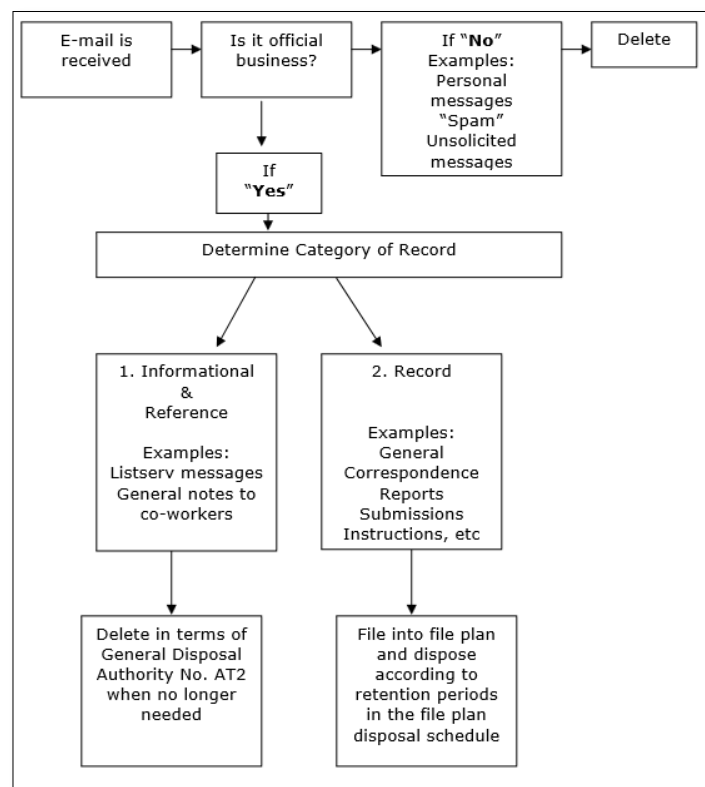 E-mail is
received
Is it official
business?
If “No”
Examples:
Personal
messages
“Spam”
Unsolicited
messages
Delete
If
“Yes”
Determine Category of Record
1. Informational
&
Reference
Examples:
Listserv messages
General notes to
co-workers
2. Record
Examples:
General
Correspondence
Reports
Submissions
Instructions, etc
Delete in terms of
General Disposal
Authority No. AT2
when no longer
needed
File into file plan
and dispose
according to
retention periods
in the file plan
disposal schedule